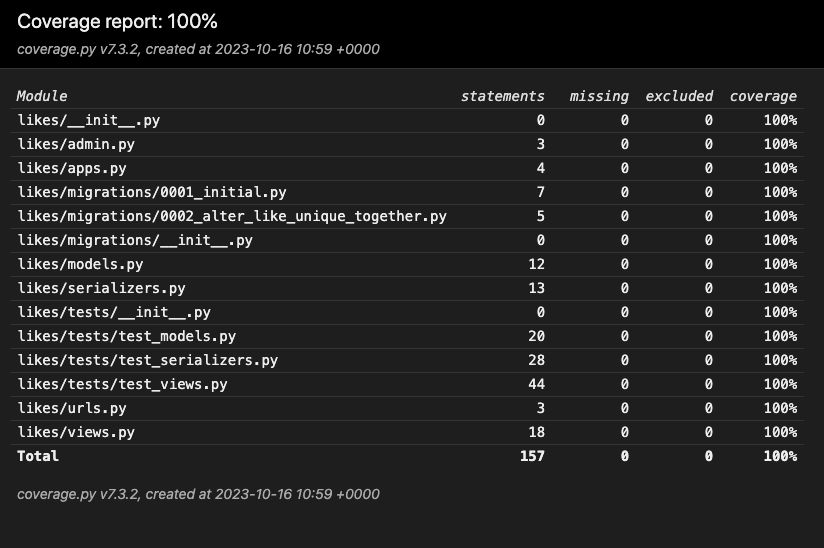 Coverage report: 100%
coverage.py v7.3.2, created at 2023-10-16 10:59 +0000
Module statements missing excluded coverage
likes/__init__.py 0 0 0 100%
likes/admin.py 3 0 0 100%
likes/apps.py 4 0 0 100%
likes/migrations/0001_initial.py 7 0 0 100%
likes/migrations/0002_alter_like_unique_together.py 5 0 0 100%
likes/migrations/__init__.py 0 0 0 100%
likes/models.py 12 0 0 100%
likes/serializers.py 13 0 0 100%
likes/tests/__init__.py 0 0 0 100%
likes/tests/test_models.py 20 0 0 100%
likes/tests/test_serializers.py 28 0 0 100%
likes/tests/test_views.py 44 0 0 100%
likes/urls.py 3 0 0 100%
likes/views.py 18 0 0 100%
Total 157 0 0 100%
coverage.py v7.3.2, created at 2023-10-16 10:59 +0000